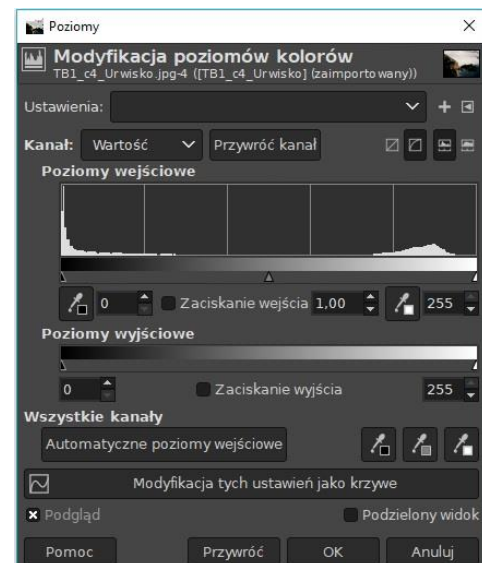 Poziomy
Modyfikacja poziomów kolorów
TB1_c4_Urwisko.jpg-4 ([TB1_c4_Urwisko] (zaimportowany))
Ustawienia:
Kanał: Wartość Przywróć kanał
Poziomy wejściowe
0 Zaciskanie wejścia 1,00 255
Poziomy wyjściowe
0 Zaciskanie wyjścia 255
Wszystkie kanały
Automatyczne poziomy wejściowe
Modyfikacja tych ustawień jako krzywe
Podgląd Podzielony widok
Pomoc Przywróć OK Anuluj